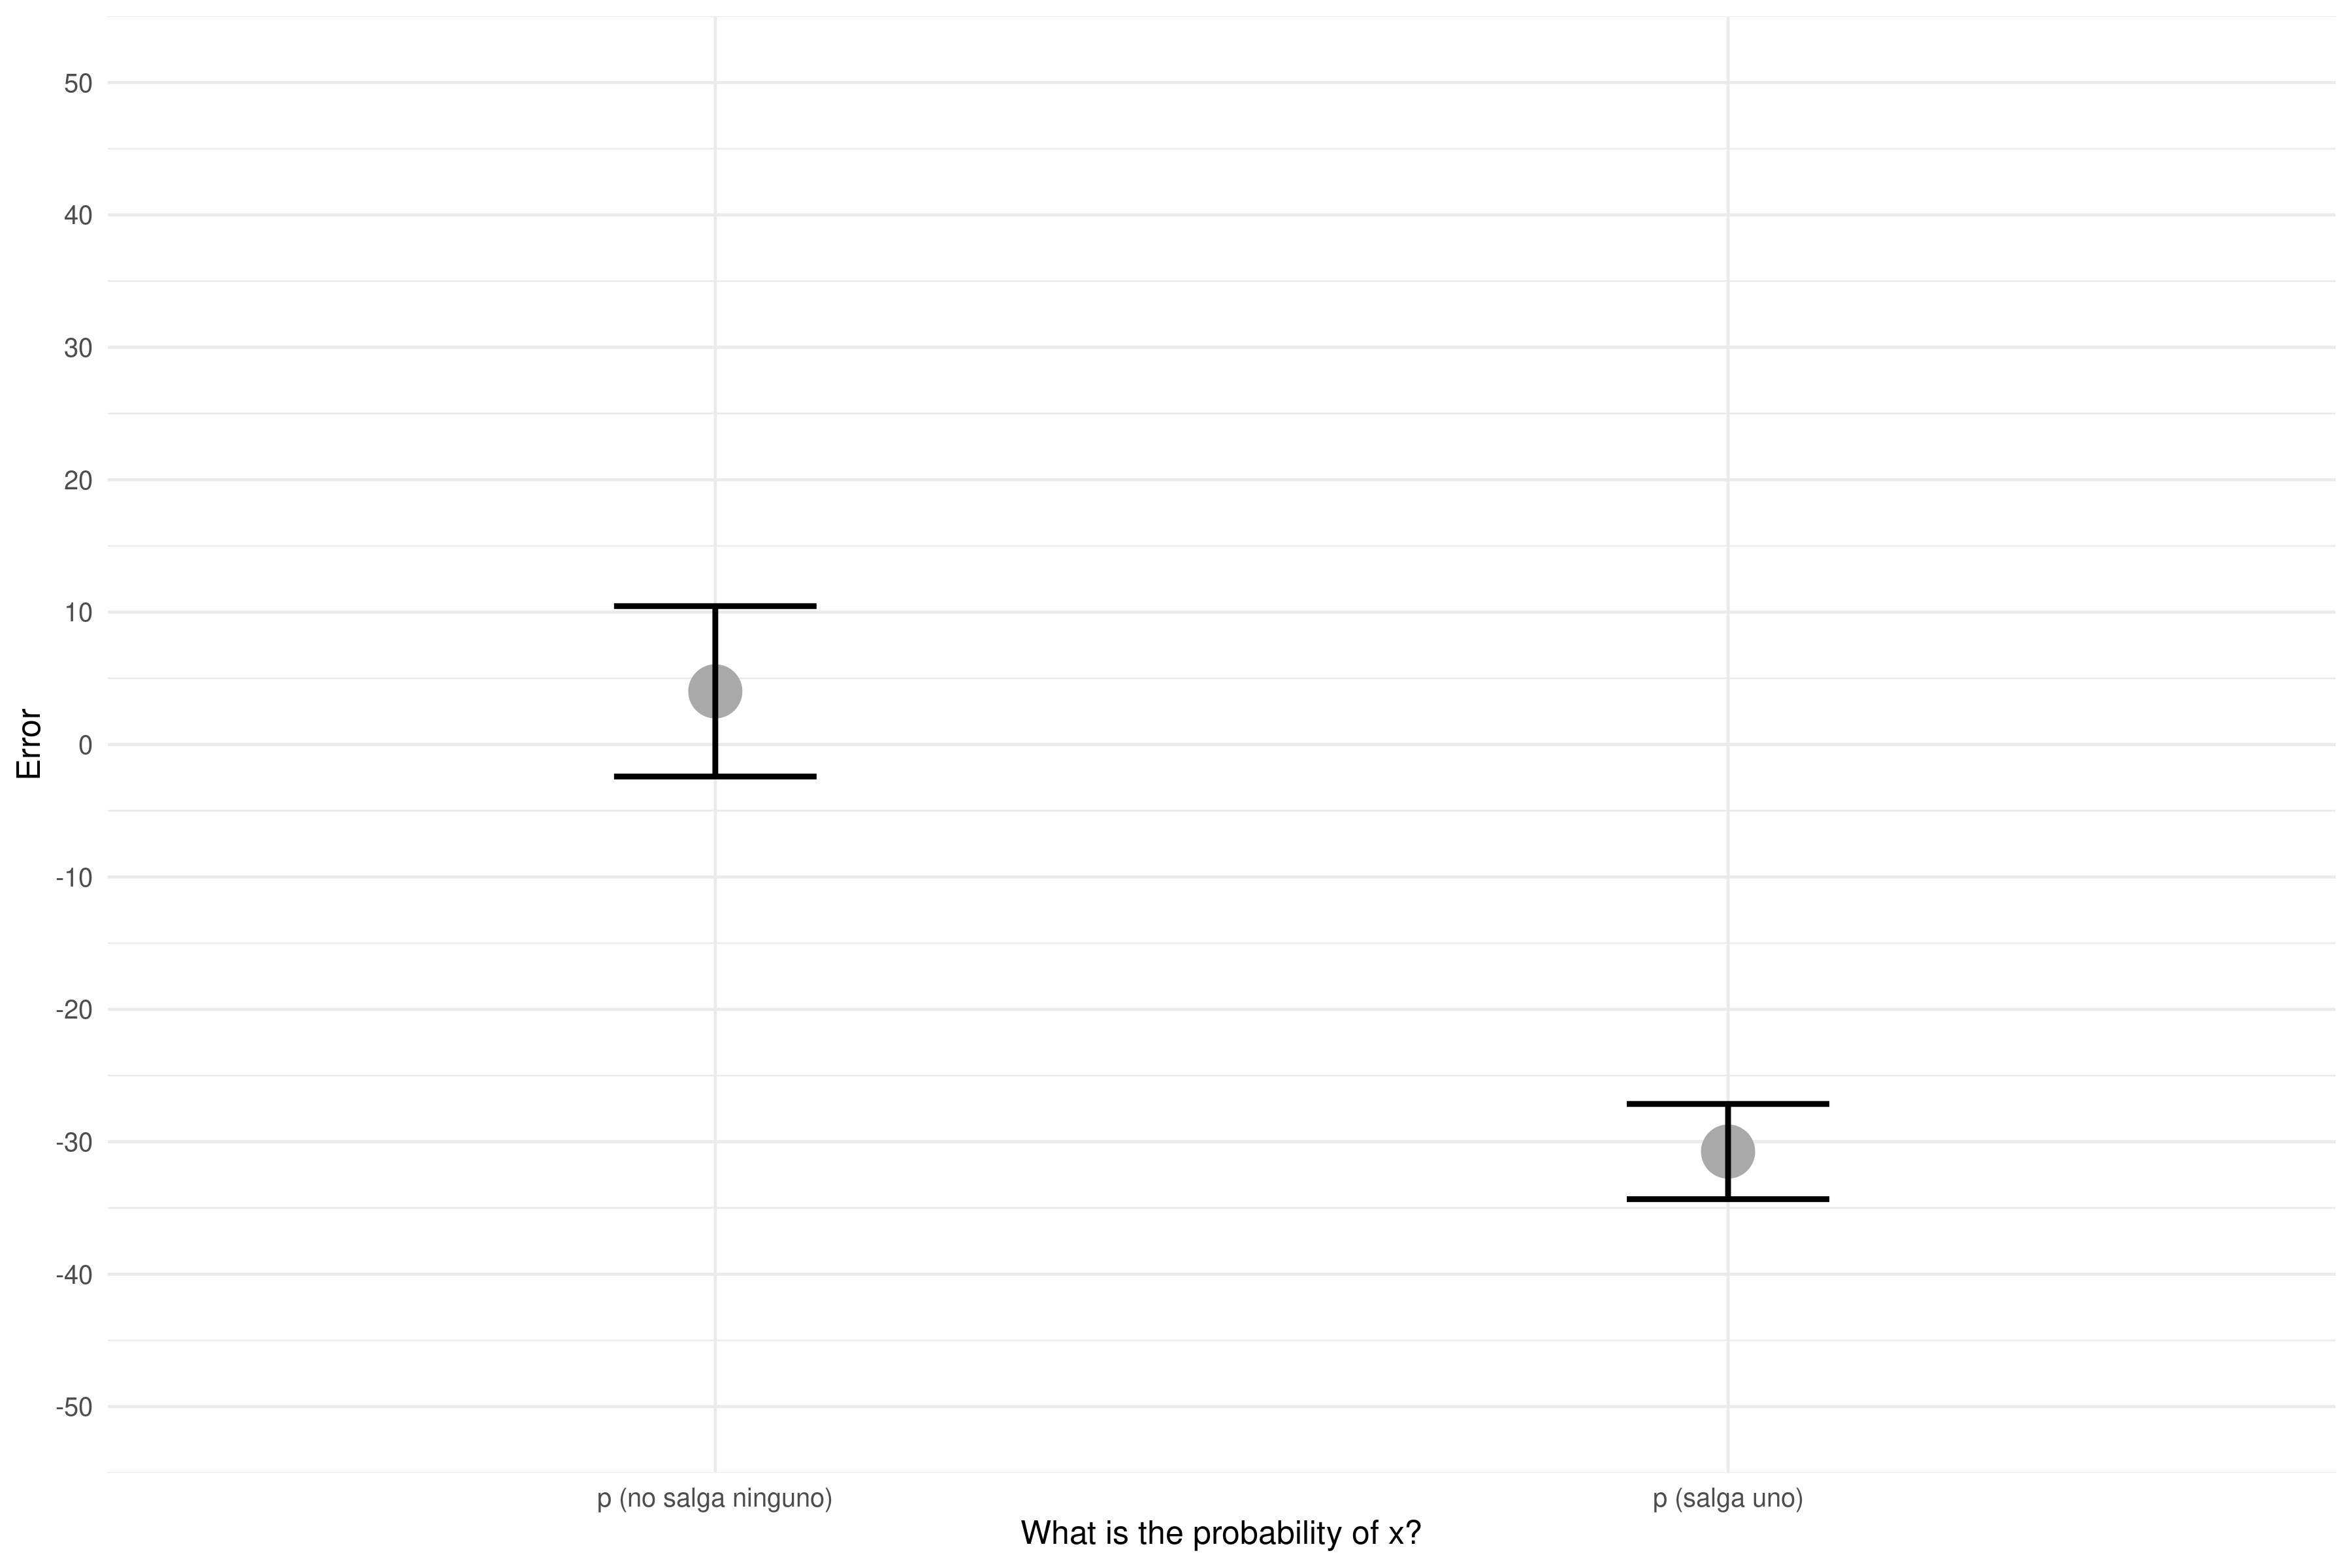 50
40
30
20
10
0
-10
-20
-30
-40
-50
Error
p (no salga ninguno)
p (salga uno)
What is the probability of x?